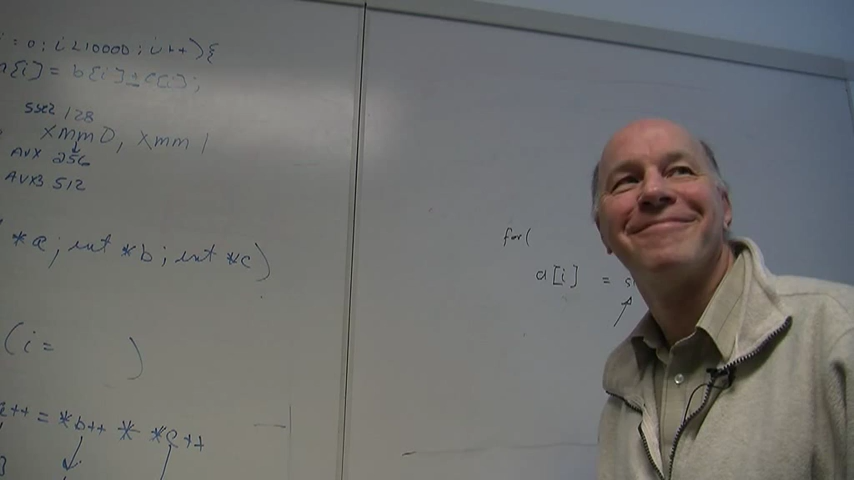 i = 0; i < 10000; i++) {
a[i] = b[i] ± c[i];
SSE2 128
xmm0, xmm1
AVX 256
AVX3 512
*a; int *b; int *c)
(i = )
a++ = *b++ * *c++
for(
a[i] = s